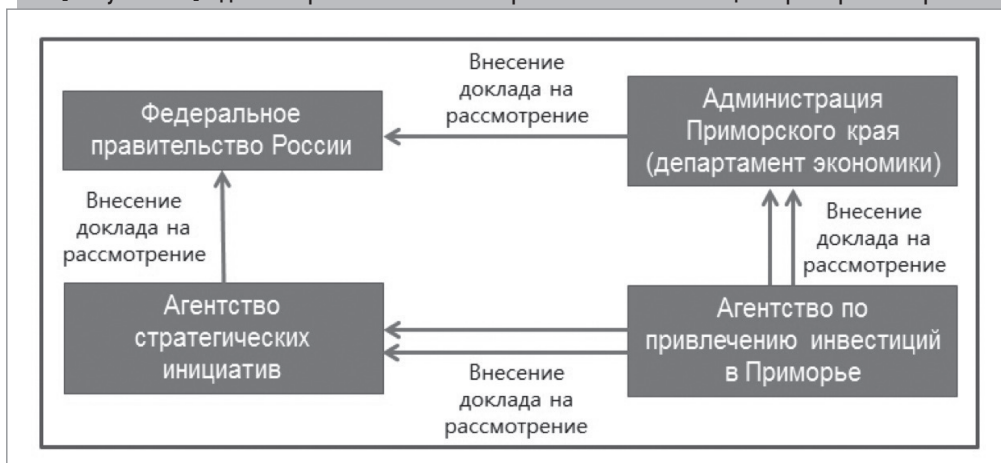 Внесение
доклада на
рассмотрение
Федеральное
правительство России
Администрация
Приморского края
(департамент экономики)
Внесение
доклада на
рассмотрение
Внесение
доклада на
рассмотрение
Агентство
стратегических
инициатив
Агентство по
привлечению инвестиций
в Приморье
Внесение
доклада на
рассмотрение